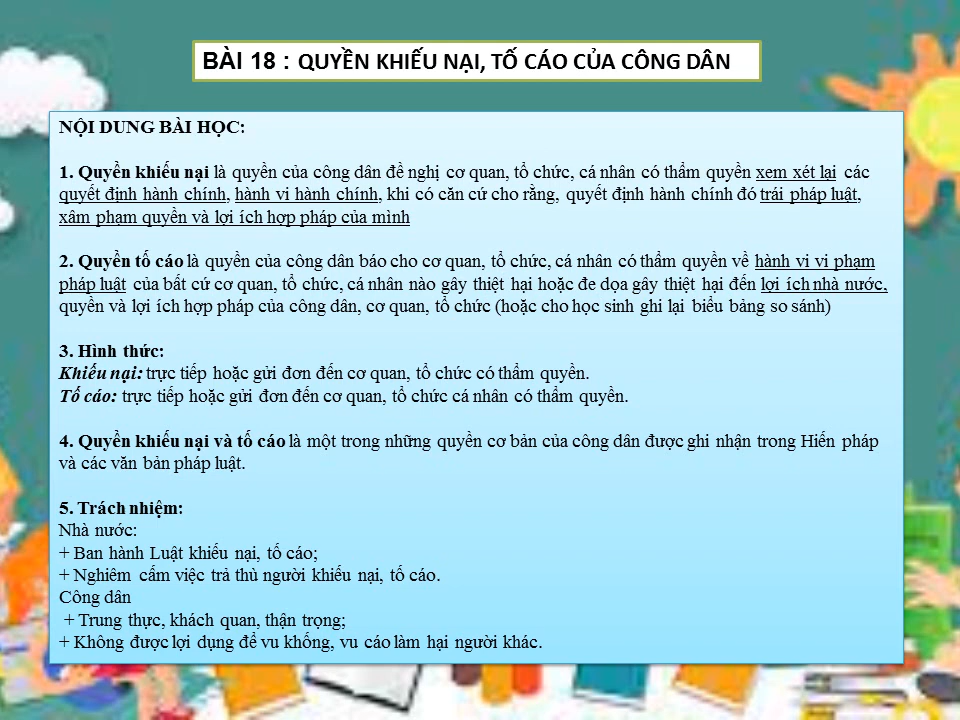 BÀI 18 : QUYỀN KHIẾU NẠI, TỐ CÁO CỦA CÔNG DÂN
NỘI DUNG BÀI HỌC:
1. Quyền khiếu nại là quyền của công dân đề nghị cơ quan, tổ chức, cá nhân có thẩm quyền xem xét lại các
quyết định hành chính, hành vi hành chính, khi có căn cứ cho rằng, quyết định hành chính đó trái pháp luật,
xâm phạm quyền và lợi ích hợp pháp của mình
2. Quyền tố cáo là quyền của công dân báo cho cơ quan, tổ chức, cá nhân có thẩm quyền về hành vi vi phạm
pháp luật của bất cứ cơ quan, tổ chức, cá nhân nào gây thiệt hại hoặc đe dọa gây thiệt hại đến lợi ích nhà nước,
quyền và lợi ích hợp pháp của công dân, cơ quan, tổ chức (hoặc cho học sinh ghi lại biểu bảng so sánh)
3. Hình thức:
Khiếu nại: trực tiếp hoặc gửi đơn đến cơ quan, tổ chức có thẩm quyền.
Tố cáo: trực tiếp hoặc gửi đơn đến cơ quan, tổ chức cá nhân có thẩm quyền.
4. Quyền khiếu nại và tố cáo là một trong những quyền cơ bản của công dân được ghi nhận trong Hiến pháp
và các văn bản pháp luật.
5. Trách nhiệm:
Nhà nước:
+ Ban hành Luật khiếu nại, tố cáo;
+ Nghiêm cấm việc trả thù người khiếu nại, tố cáo.
Công dân
+ Trung thực, khách quan, thận trọng;
+ Không được lợi dụng để vu khống, vu cáo làm hại người khác.